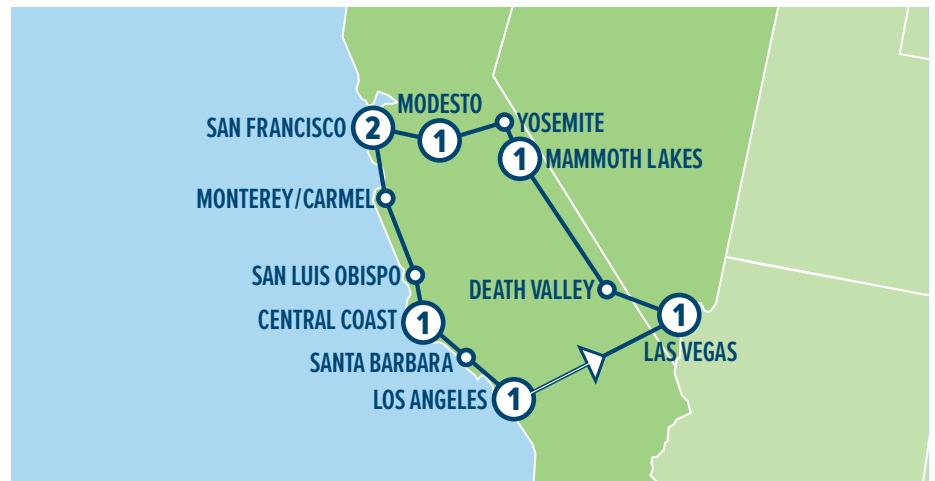 MODESTO
SAN FRANCISCO
2
1
YOSEMITE
1
MAMMOTH LAKES
MONTEREY/CARMEL
SAN LUIS OBISPO
DEATH VALLEY
CENTRAL COAST
1
1
LAS VEGAS
SANTA BARBARA
LOS ANGELES
1